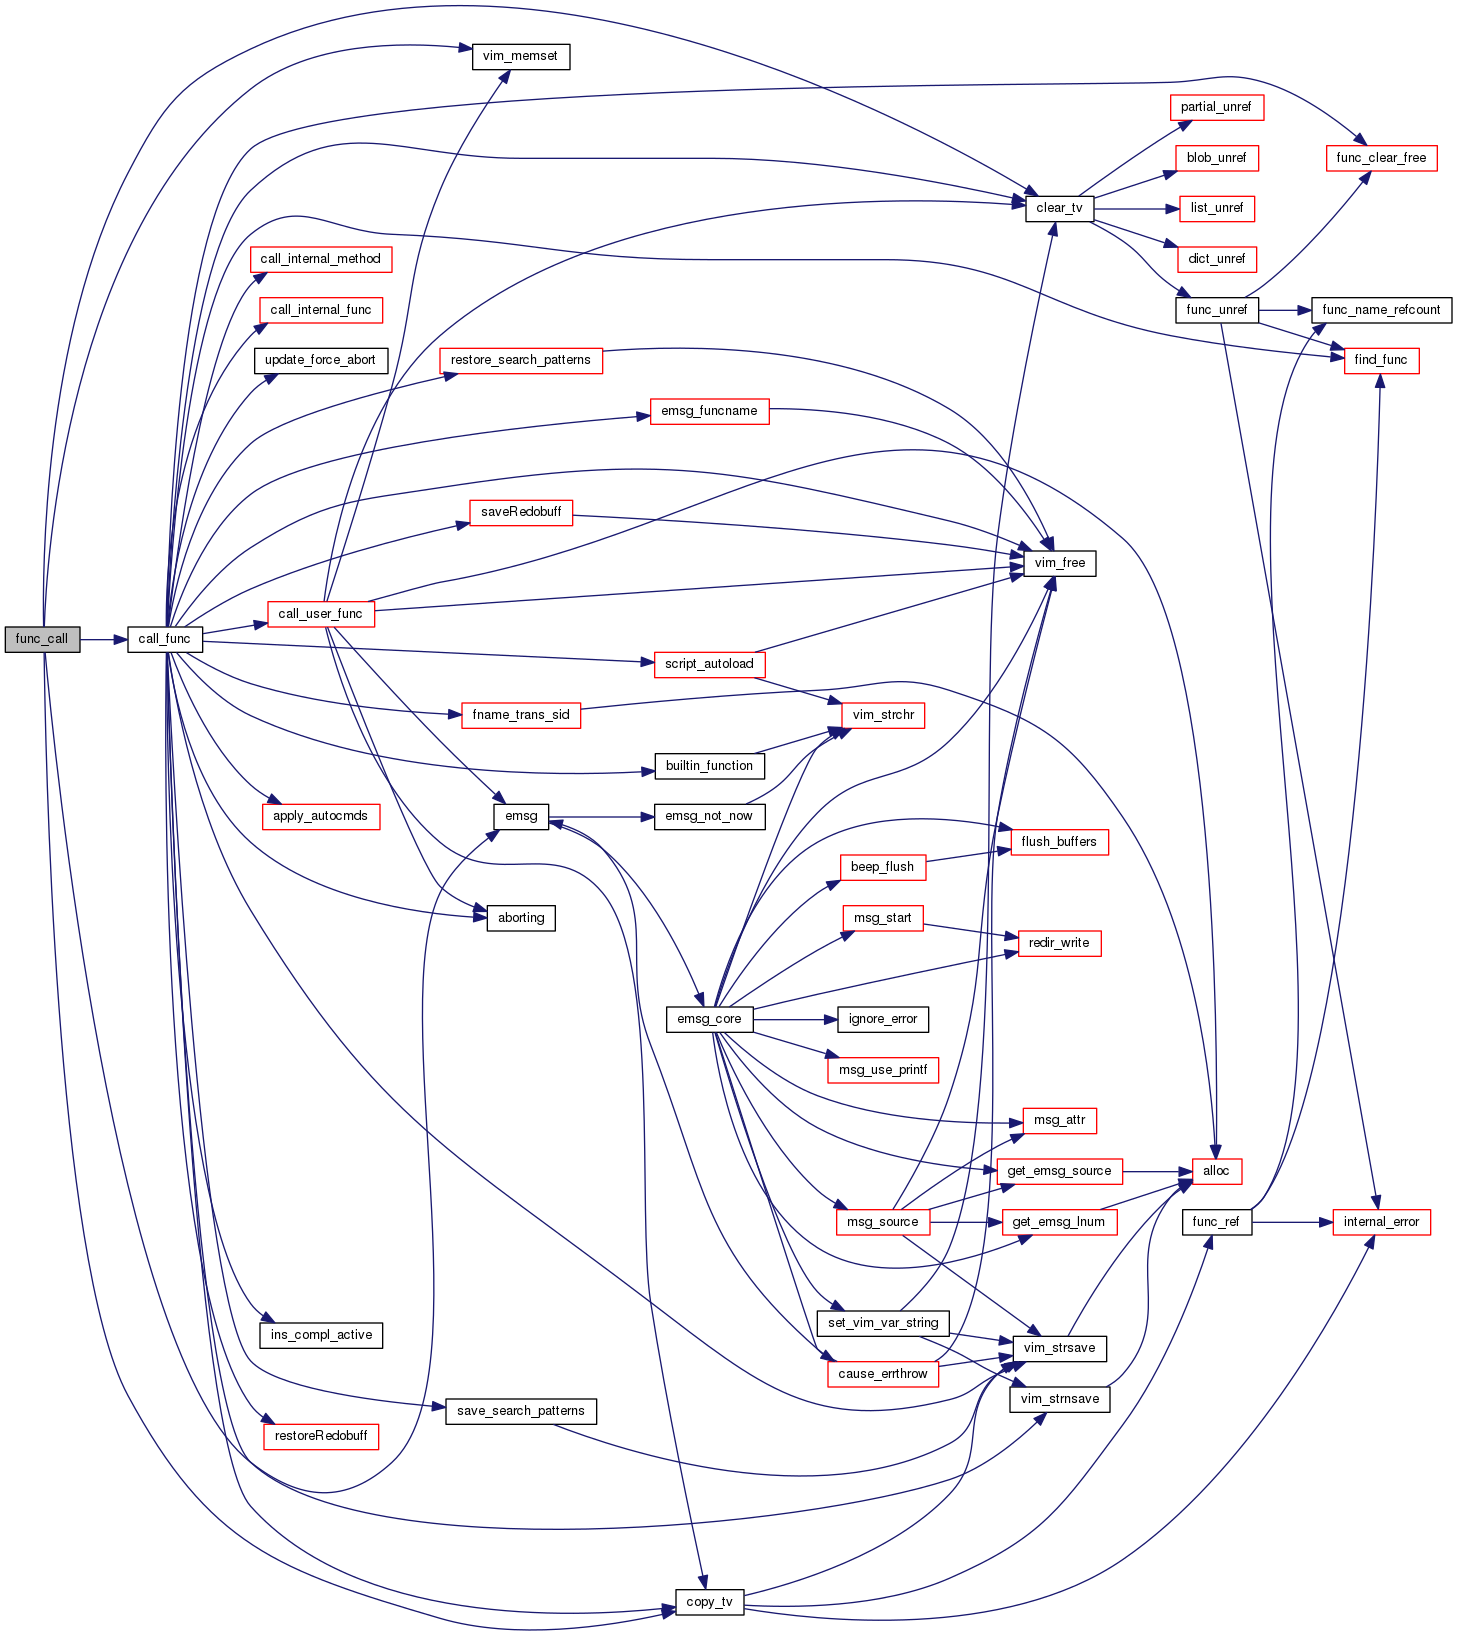 vim_memset
partial_unref
blob_unref
func_clear_free
clear_tv
list_unref
call_internal_method
dict_unref
call_internal_func
func_unref
func_name_refcount
update_force_abort
restore_search_patterns
find_func
emsg_funcname
saveRedobuff
vim_free
call_user_func
func_call
call_func
script_autoload
fname_trans_sid
vim_strchr
builtin_function
apply_autocmds
emsg
emsg_not_now
flush_buffers
beep_flush
aborting
msg_start
redir_write
emsg_core
ignore_error
msg_use_printf
msg_attr
get_emsg_source
alloc
msg_source
get_emsg_lnum
func_ref
internal_error
set_vim_var_string
ins_compl_active
vim_strsave
cause_errthrow
vim_strnsave
save_search_patterns
restoreRedobuff
copy_tv